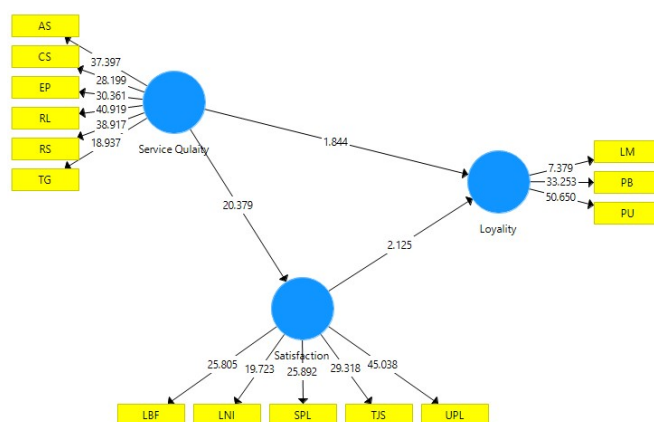 AS
CS
EP
RL
RS
TG
37.397
28.199
30.361
40.919
38.917
18.937
Service Qulaity
1.844
20.379
2.125
7.379
33.253
50.650
LM
PB
PU
Loyality
Satisfaction
25.805
19.723
25.892
29.318
45.038
LBF
LNI
SPL
TJS
UPL